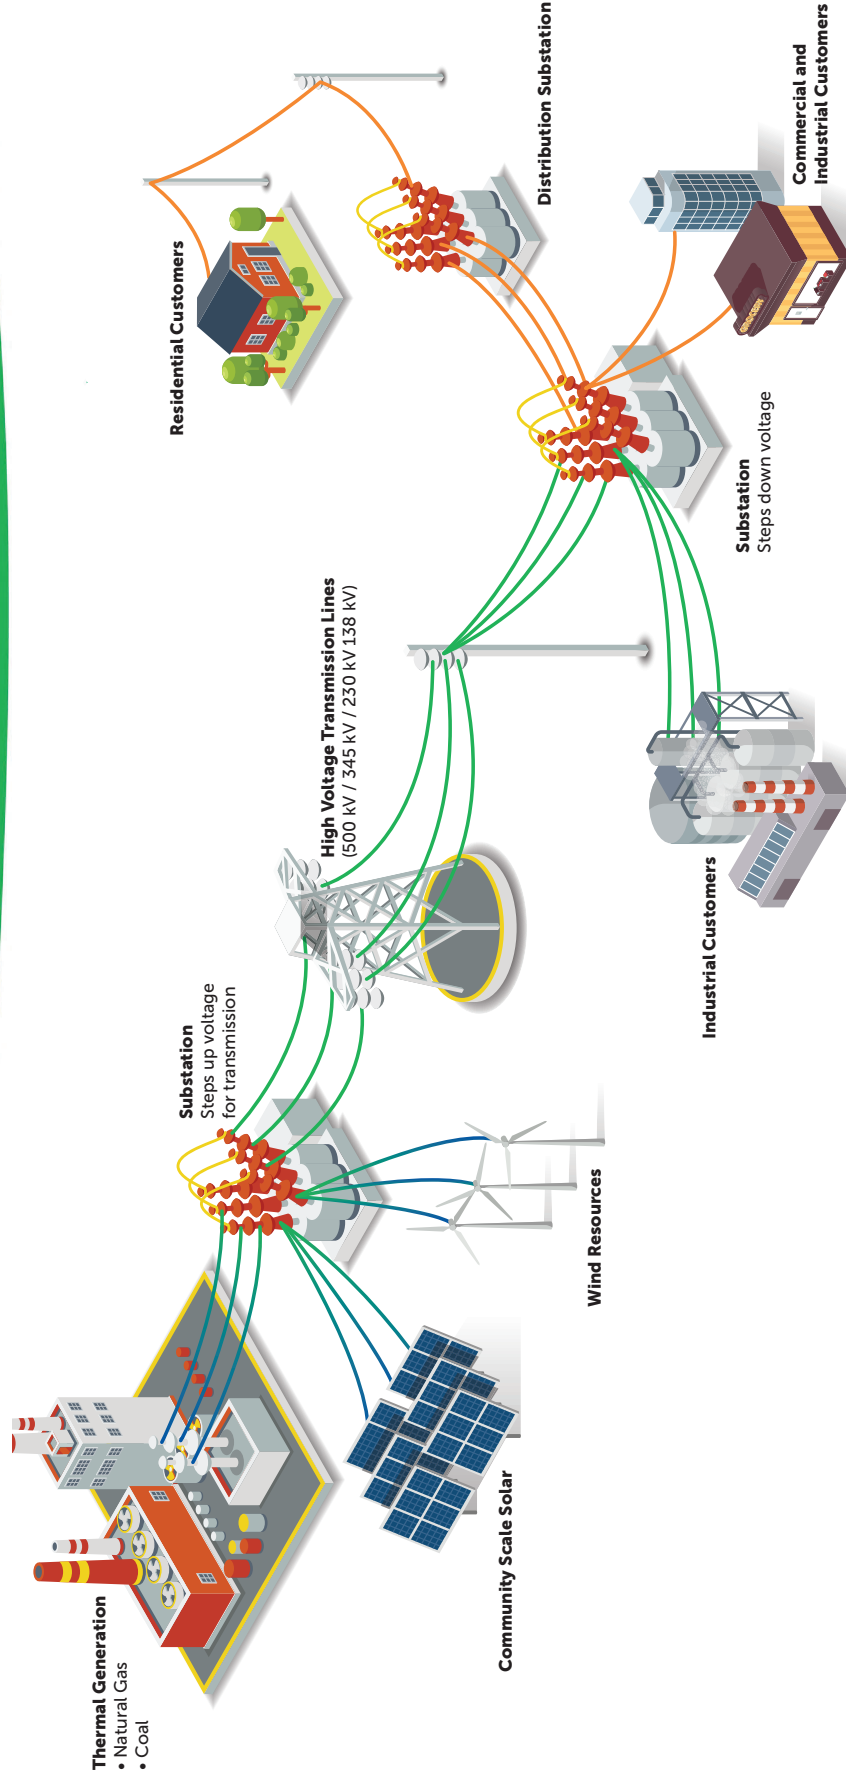 Thermal Generation
• Natural Gas
• Coal
Community Scale Solar
Wind Resources
Substation
Steps up voltage
for transmission
High Voltage Transmission Lines
(500 kV / 345 kV / 230 kV 138 kV)
Industrial Customers
Substation
Steps down voltage
Residential Customers
Distribution Substation
Commercial and
Industrial Customers
GROCERY